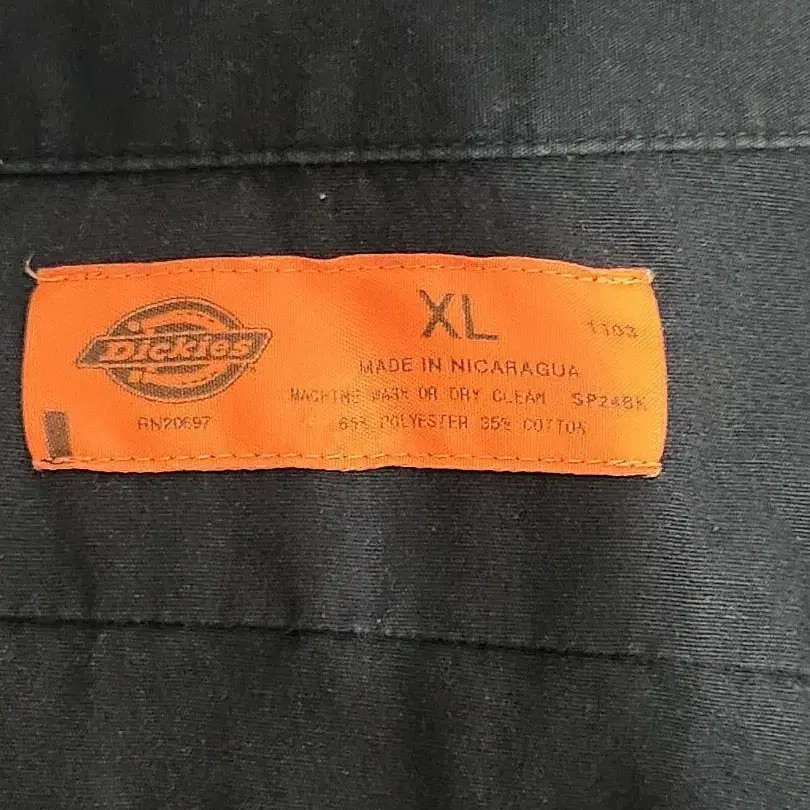 Dickies
RN20697
XL
1103
MADE IN NICARAGUA
MACHINE WASH OR DRY CLEAN SP24BK
65% POLYESTER 35% COTTON